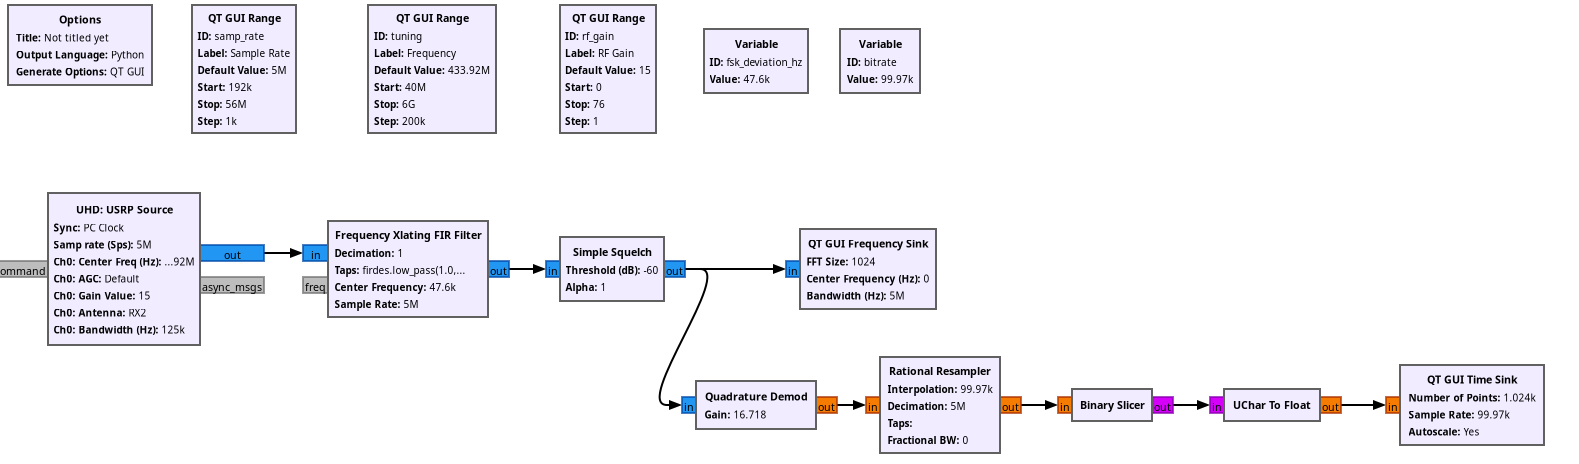 Options
Title: Not titled yet
Output Language: Python
Generate Options: QT GUI
QT GUI Range
ID: samp_rate
Label: Sample Rate
Default Value: 5M
Start: 192k
Stop: 56M
Step: 1k
QT GUI Range
ID: tuning
Label: Frequency
Default Value: 433.92M
Start: 40M
Stop: 6G
Step: 200k
QT GUI Range
ID: rf_gain
Label: RF Gain
Default Value: 15
Start: 0
Stop: 76
Step: 1
Variable
ID: fsk_deviation_hz
Value: 47.6k
Variable
ID: bitrate
Value: 99.97k
ommand
UHD: USRP Source
Sync: PC Clock
Samp rate (Sps): 5M
Ch0: Center Freq (Hz): ...92M
Ch0: AGC: Default
Ch0: Gain Value: 15
Ch0: Antenna: RX2
Ch0: Bandwidth (Hz): 125k
out
async_msgs
in
freq
Frequency Xlating FIR Filter
Decimation: 1
Taps: firdes.low_pass(1.0,...
Center Frequency: 47.6k
Sample Rate: 5M
out
in
Simple Squelch
Threshold (dB): -60
Alpha: 1
out
in
QT GUI Frequency Sink
FFT Size: 1024
Center Frequency (Hz): 0
Bandwidth (Hz): 5M
in
Quadrature Demod
Gain: 16.718
out
in
Rational Resampler
Interpolation: 99.97k
Decimation: 5M
Taps:
Fractional BW: 0
out
in
Binary Slicer
out
in
UChar To Float
out
in
QT GUI Time Sink
Number of Points: 1.024k
Sample Rate: 99.97k
Autoscale: Yes